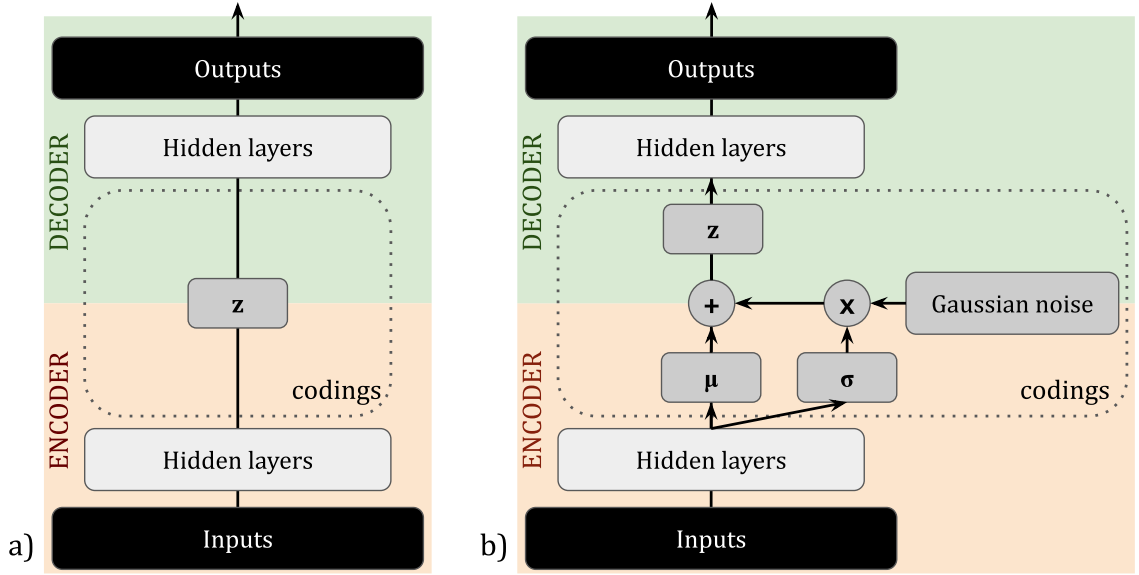 Outputs
Hidden layers
DECODER
z
ENCODER
codings
Hidden layers
Inputs
a)
Outputs
Hidden layers
DECODER
z
+
x
Gaussian noise
μ
σ
ENCODER
codings
Hidden layers
Inputs
b)